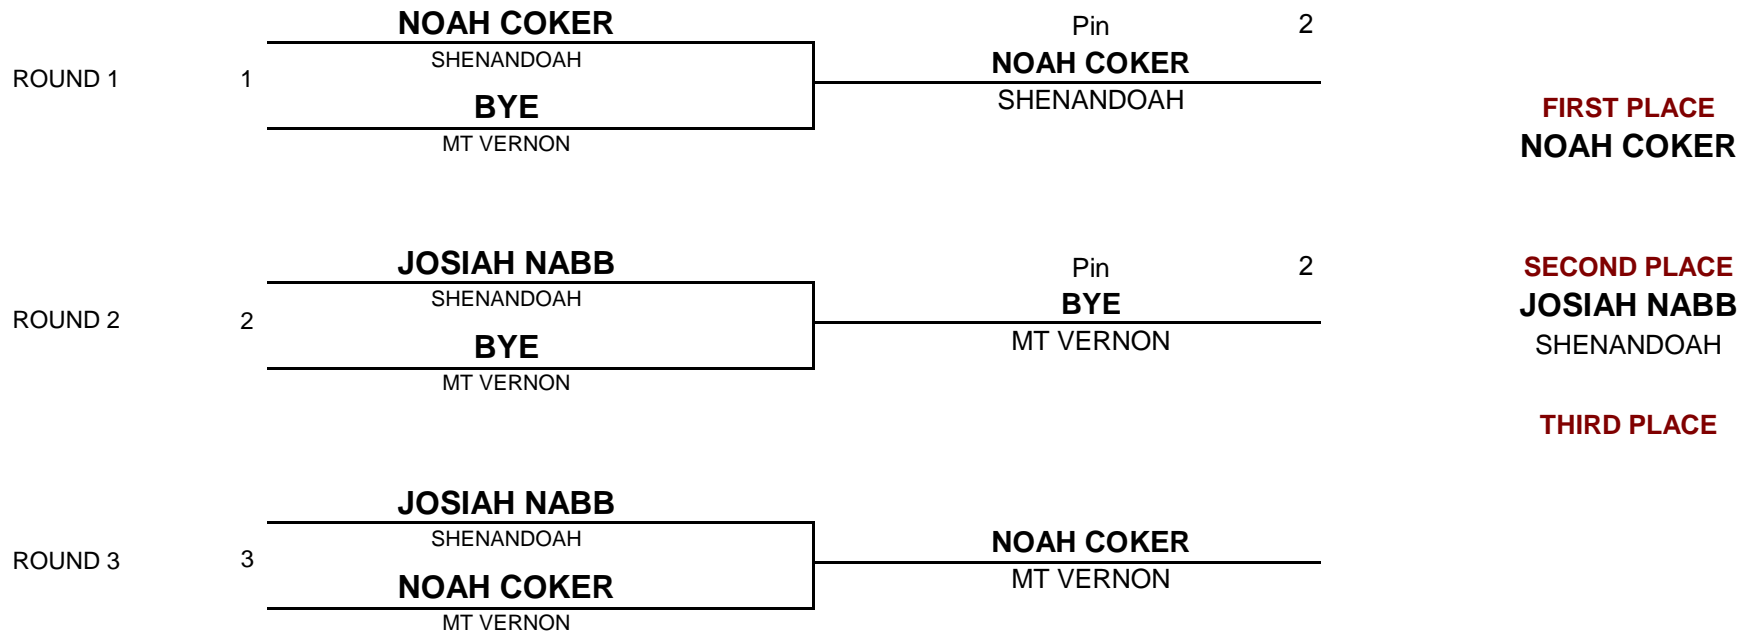 NOAH COKER
Pin 2
SHENANDOAH
NOAH COKER
ROUND 1 1
BYE
SHENANDOAH
FIRST PLACE
MT VERNON
NOAH COKER
JOSIAH NABB
Pin 2
SECOND PLACE
SHENANDOAH
BYE
JOSIAH NABB
ROUND 2 2
BYE
MT VERNON
SHENANDOAH
MT VERNON
THIRD PLACE
JOSIAH NABB
SHENANDOAH
NOAH COKER
ROUND 3 3
NOAH COKER
MT VERNON
MT VERNON